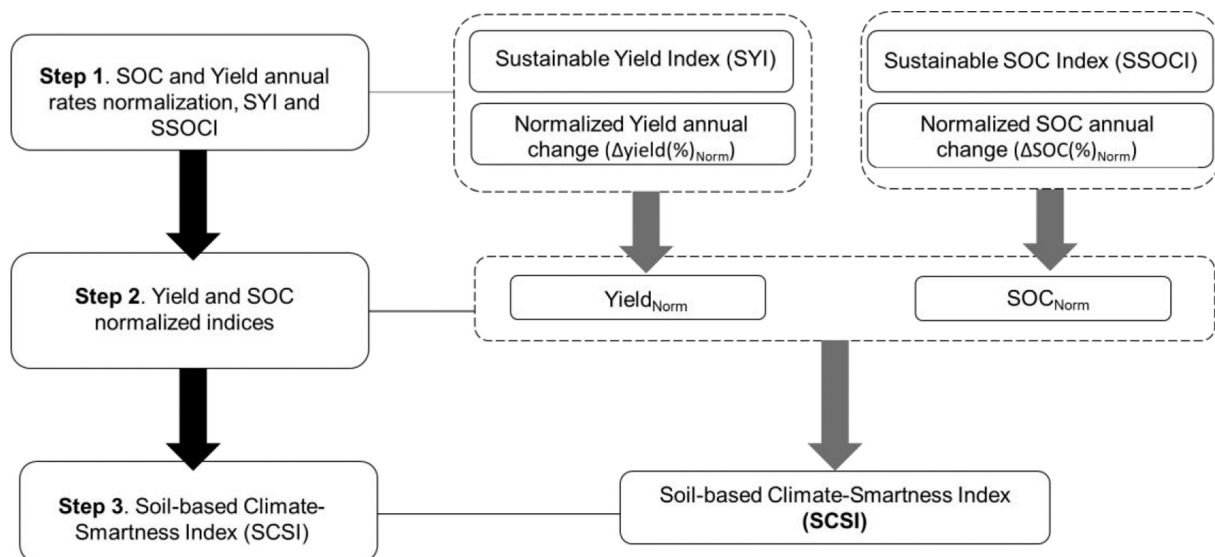 Step 1. SOC and Yield annual
rates normalization, SYI and
SSOCI
Sustainable Yield Index (SYI)
Normalized Yield annual
change (Δyield(%)Norm)
Sustainable SOC Index (SSOCI)
Normalized SOC annual
change (ΔSOC(%)Norm)
Step 2. Yield and SOC
normalized indices
YieldNorm
SOCNorm
Step 3. Soil-based Climate-
Smartness Index (SCSI)
Soil-based Climate-Smartness Index
(SCSI)